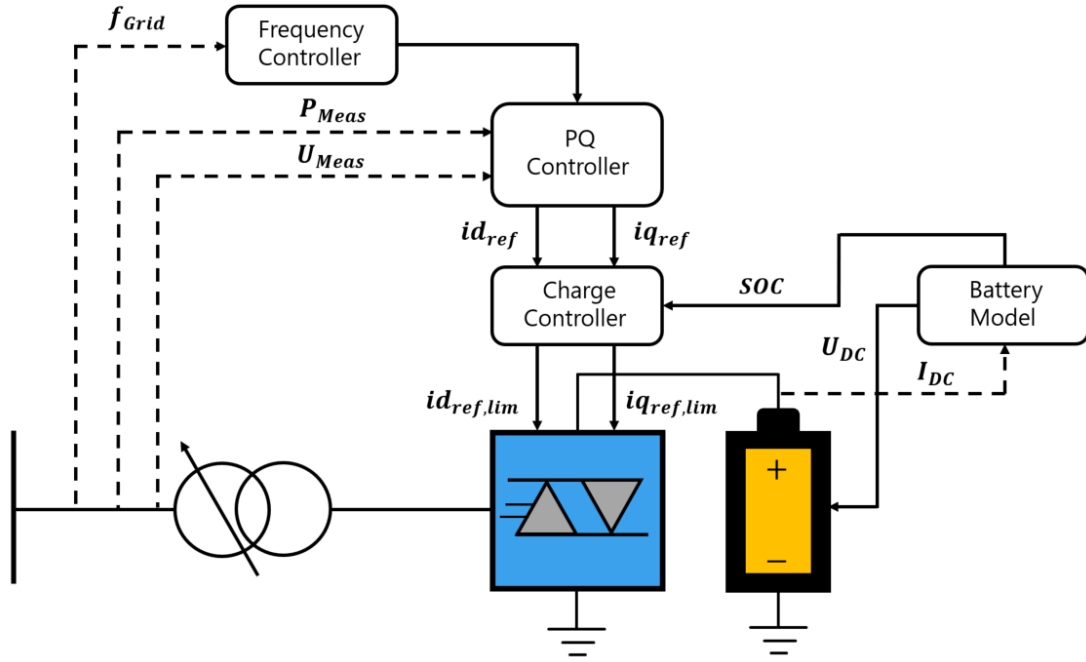 f_Grid
Frequency
Controller
P_Meas
U_Meas
PQ
Controller
id_ref
iq_ref
Charge
Controller
SOC
Battery
Model
U_DC
I_DC
id_ref,lim
iq_ref,lim
+
−